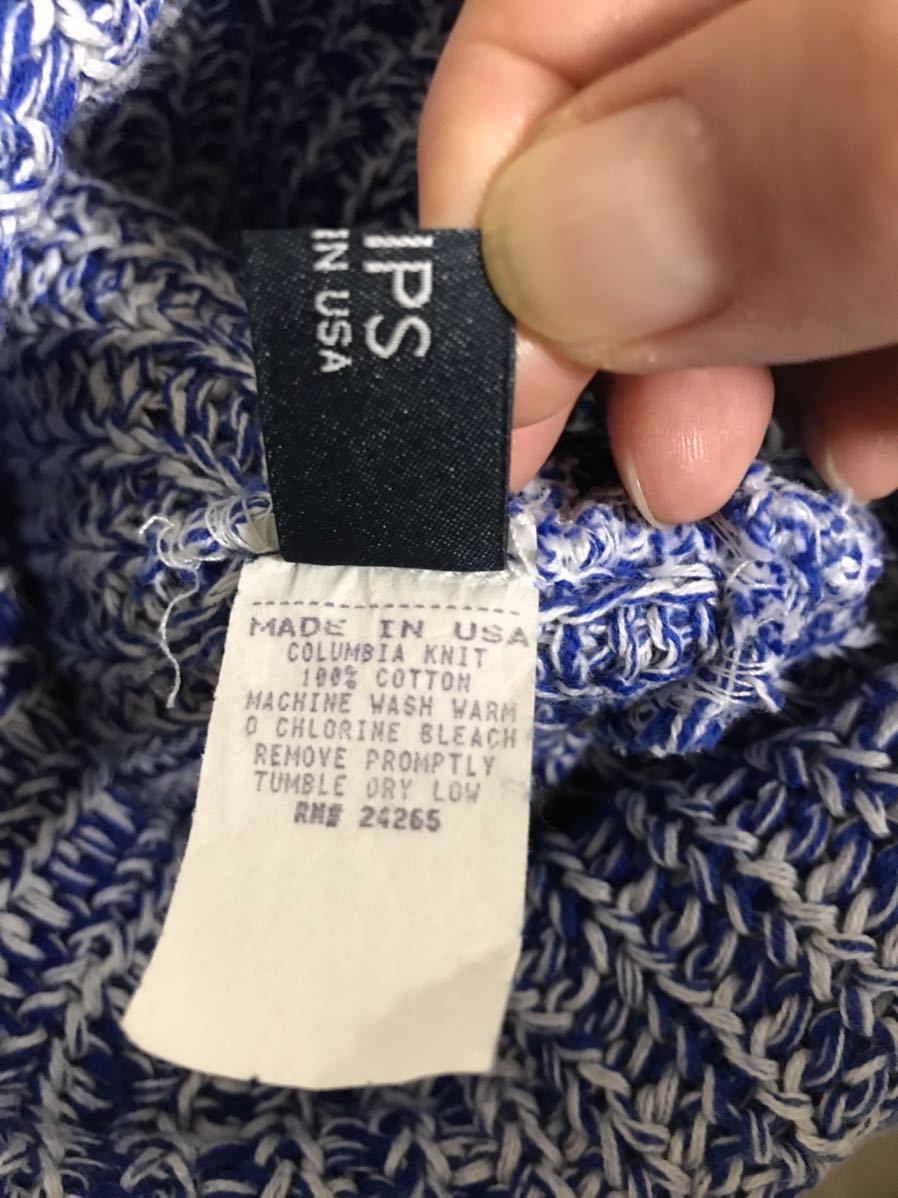 IPS
IN USA
MADE IN USA
COLUMBIA KNIT
100% COTTON
MACHINE WASH WARM
O CHLORINE BLEACH
REMOVE PROMPTLY
TUMBLE DRY LOW
RN# 24265